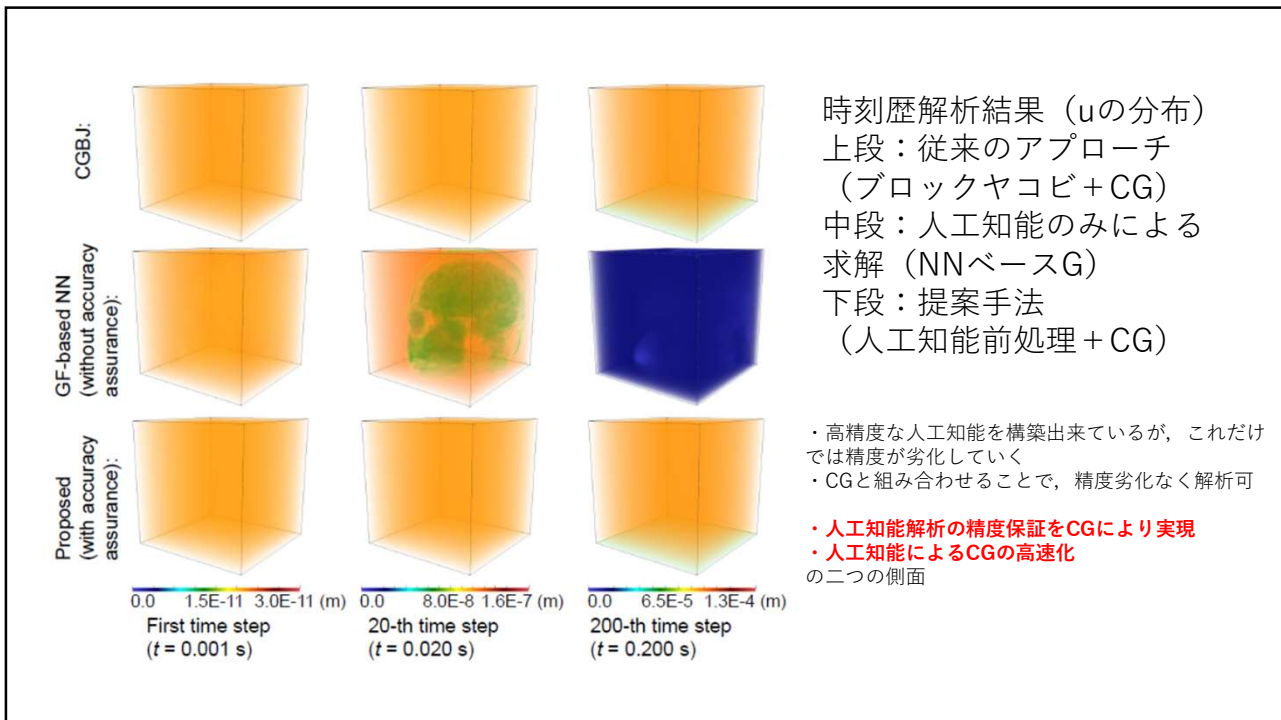 CGBJ:
GF-based NN
(without accuracy
assurance):
Proposed
(with accuracy
assurance):
0.0 1.5E-11 3.0E-11 (m)
First time step
(t = 0.001 s)
0.0 8.0E-8 1.6E-7 (m)
20-th time step
(t = 0.020 s)
0.0 6.5E-5 1.3E-4 (m)
200-th time step
(t = 0.200 s)
時刻歴解析結果（uの分布）
上段：従来のアプローチ
（ブロックヤコビ＋CG）
中段：人工知能のみによる
求解（NNベースG）
下段：提案手法
（人工知能前処理＋CG）
・高精度な人工知能を構築出来ているが，これだけ
では精度が劣化していく
・CGと組み合わせることで，精度劣化なく解析可
・人工知能解析の精度保証をCGにより実現
・人工知能によるCGの高速化
の二つの側面